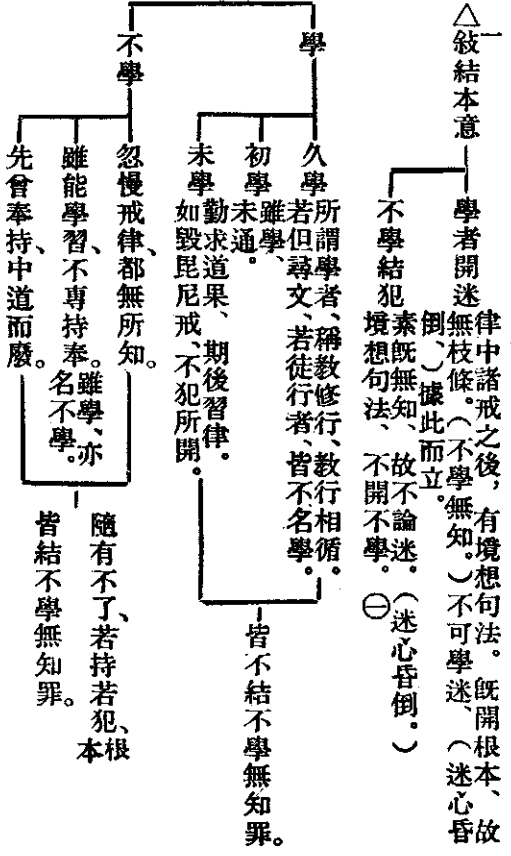 一
△敍結本意
學者開迷
律中諸戒之後，有境想句法。旣開根本、故
無枝條。（不學無知。）不可學迷、（迷心昏
倒、）據此而立。
不學結犯
素旣無知、故不論迷。（迷心昏倒。）
境想句法、不開不學。㊀
學
久學
所謂學者、稱教修行、教行相循。
若但尋文、若徒行者、皆不名學。
初學
雖學、
未通。
未學
勤求道果、期後習律。
如毀毘尼戒、不犯所開。
皆不結不學無知罪。
不學
忽慢戒律、都無所知。
雖能學習、不專持奉。雖學、亦
名不學。
先曾奉持、中道而廢。
隨有不了、若持若犯、根本
皆結不學無知罪。